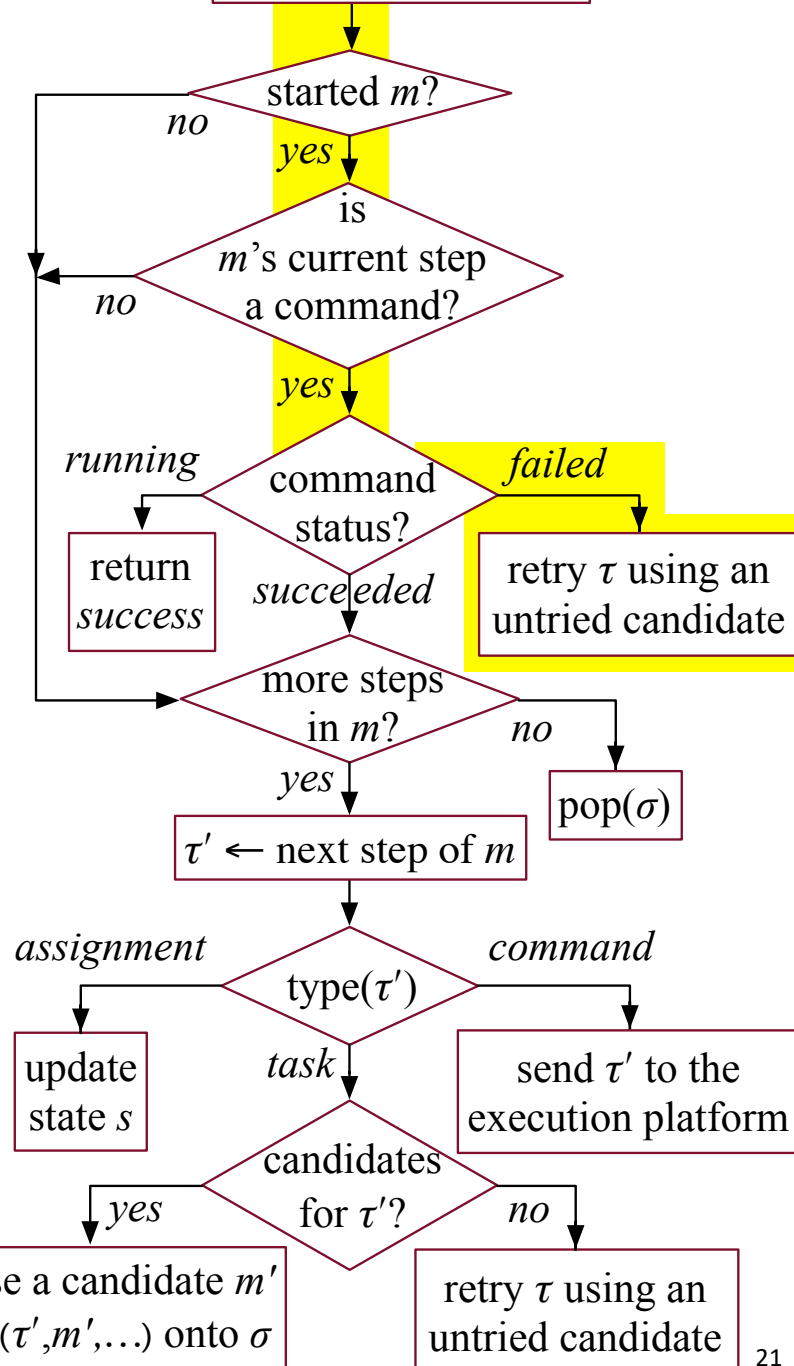 started m?
no
yes
is
m's current step
a command?
no
yes
running
failed
command
status?
return
success
retry τ using an
untried candidate
succeeded
more steps
in m?
no
yes
pop(σ)
τ′ ← next step of m
assignment
command
type(τ′)
update
state s
task
send τ′ to the
execution platform
candidates
for τ′?
yes
no
a candidate m′
(τ′,m′,…) onto σ
retry τ using an
untried candidate
21